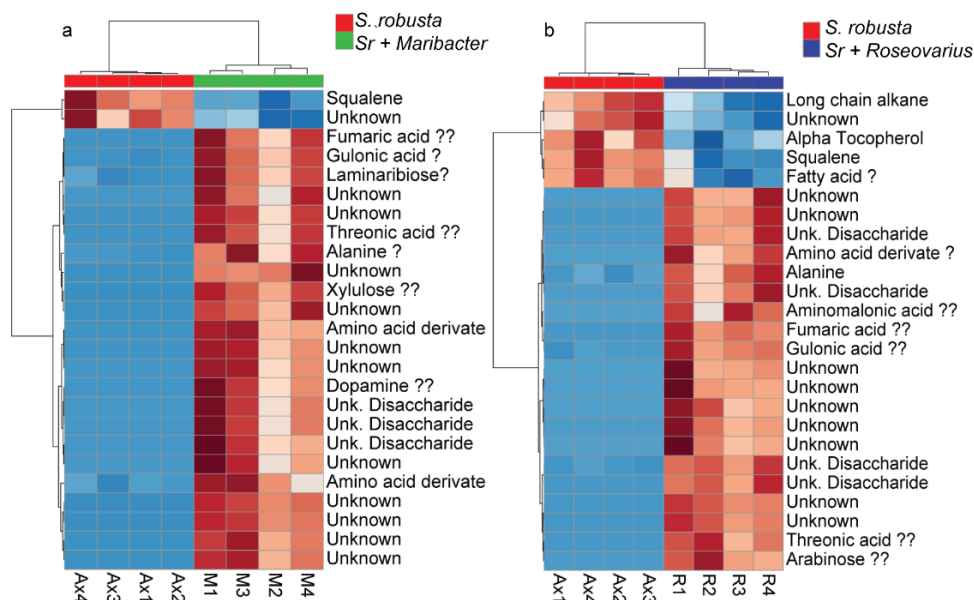 a
S. robusta
Sr + Maribacter
Squalene
Unknown
Fumaric acid ??
Gulonic acid ?
Laminaribiose?
Unknown
Unknown
Threonic acid ??
Alanine ?
Unknown
Xylulose ??
Unknown
Amino acid derivate
Unknown
Unknown
Dopamine ??
Unk. Disaccharide
Unk. Disaccharide
Unk. Disaccharide
Unknown
Amino acid derivate
Unknown
Unknown
Unknown
Unknown
Ax4 Ax3 Ax1 Ax2 M1 M3 M2 M4
b
S. robusta
Sr + Roseovarius
Long chain alkane
Unknown
Alpha Tocopherol
Squalene
Fatty acid ?
Unknown
Unknown
Unk. Disaccharide
Amino acid derivate ?
Alanine
Unk. Disaccharide
Aminomalonic acid ??
Fumaric acid ??
Gulonic acid ??
Unknown
Unknown
Unknown
Unknown
Unknown
Unk. Disaccharide
Unk. Disaccharide
Unknown
Unknown
Threonic acid ??
Arabinose ??
Ax1 Ax4 Ax2 Ax3 R1 R2 R3 R4